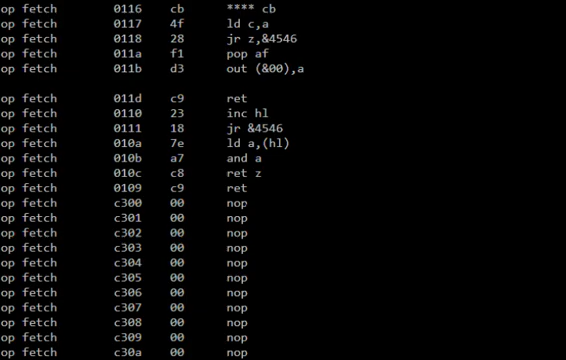 op fetch 0116 cb **** cb
op fetch 0117 4f ld c,a
op fetch 0118 28 jr z,&4546
op fetch 011a f1 pop af
op fetch 011b d3 out (&00),a
op fetch 011d c9 ret
op fetch 0110 23 inc hl
op fetch 0111 18 jr &4546
op fetch 010a 7e ld a,(hl)
op fetch 010b a7 and a
op fetch 010c c8 ret z
op fetch 0109 c9 ret
op fetch c300 00 nop
op fetch c301 00 nop
op fetch c302 00 nop
op fetch c303 00 nop
op fetch c304 00 nop
op fetch c305 00 nop
op fetch c306 00 nop
op fetch c307 00 nop
op fetch c308 00 nop
op fetch c309 00 nop
op fetch c30a 00 nop